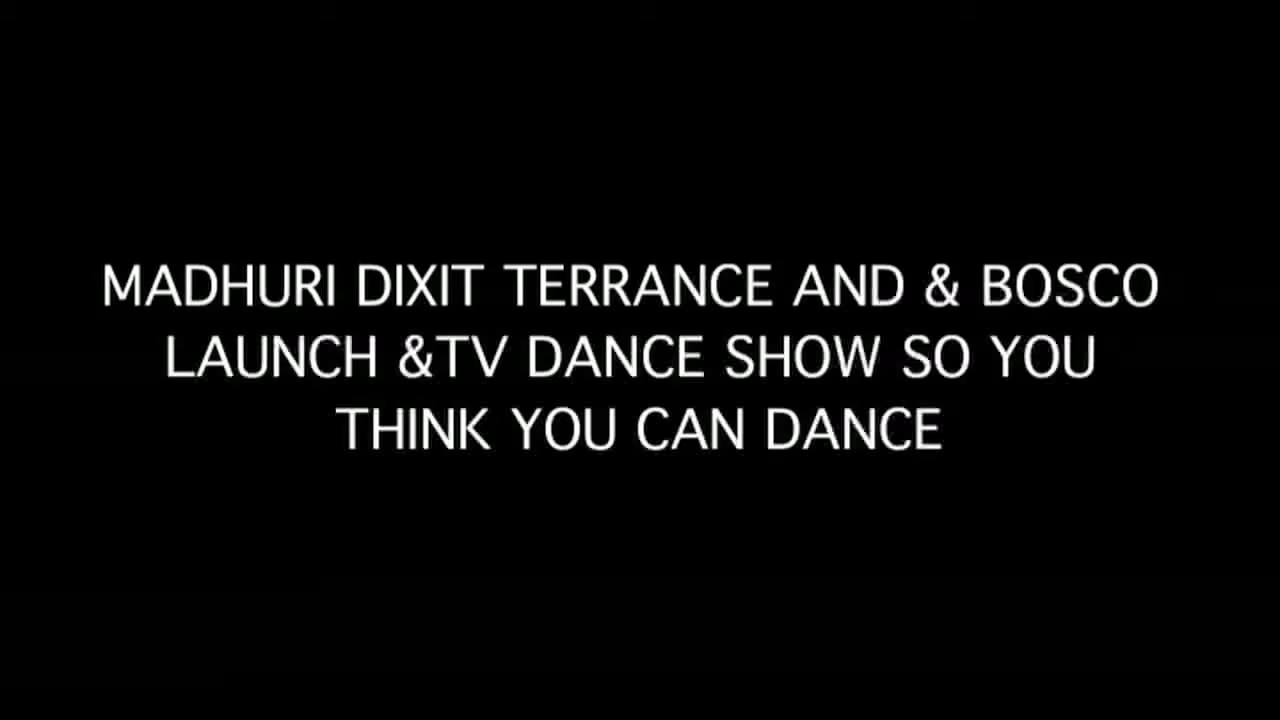 MADHURI DIXIT TERRANCE AND & BOSCO
LAUNCH &TV DANCE SHOW SO YOU
THINK YOU CAN DANCE